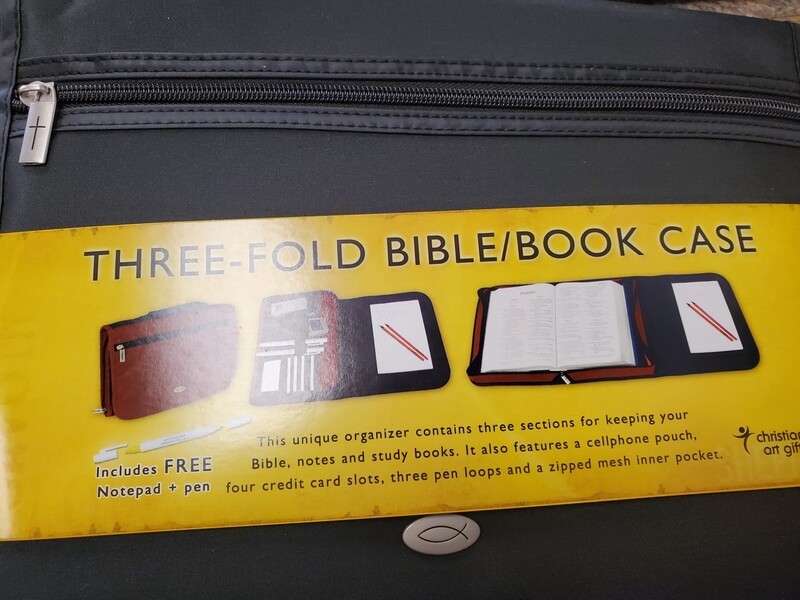 THREE-FOLD BIBLE/BOOK CASE
This unique organizer contains three sections for keeping your
Bible, notes and study books. It also features a cellphone pouch,
four credit card slots, three pen loops and a zipped mesh inner pocket.
Includes FREE
Notepad + pen
christian
art gift